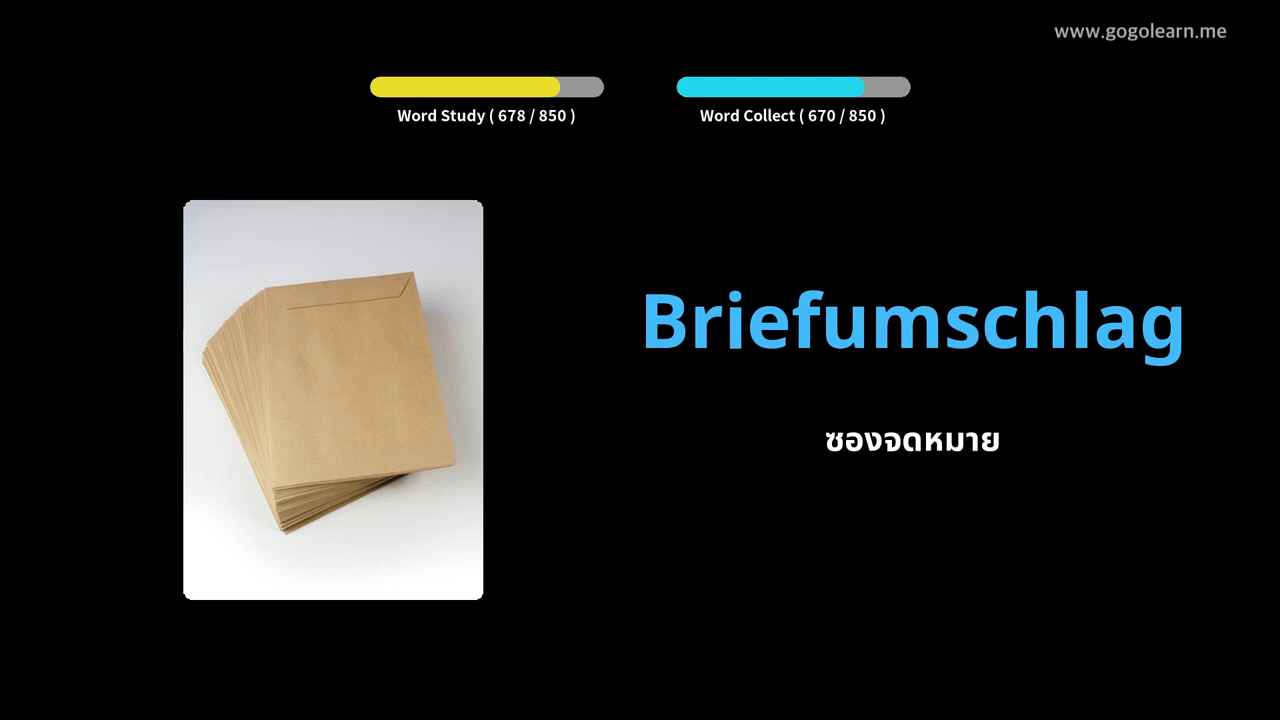 www.gogolearn.me
Word Study ( 678 / 850 )
Word Collect ( 670 / 850 )
Briefumschlag
ซองจดหมาย